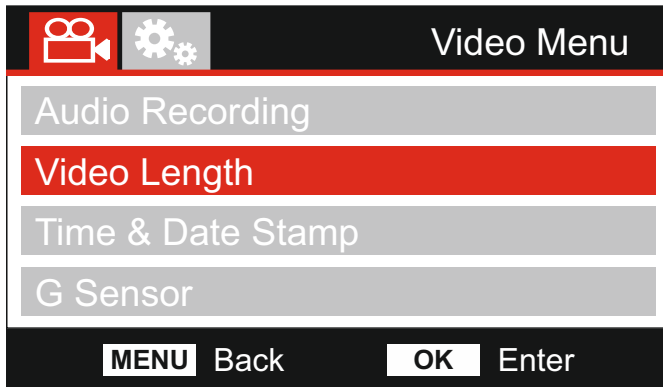 Video Menu
Audio Recording
Video Length
Time & Date Stamp
G Sensor
MENU Back OK Enter